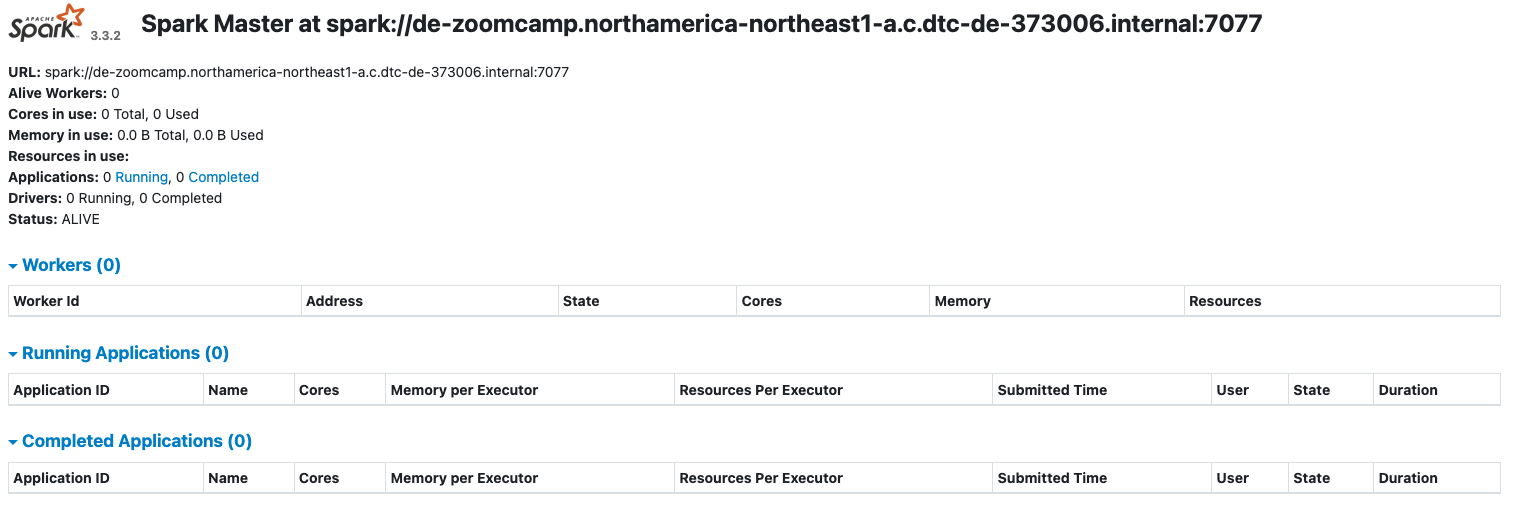 APACHE
Spark 3.3.2 Spark Master at spark://de-zoomcamp.northamerica-northeast1-a.c.dtc-de-373006.internal:7077
URL: spark://de-zoomcamp.northamerica-northeast1-a.c.dtc-de-373006.internal:7077
Alive Workers: 0
Cores in use: 0 Total, 0 Used
Memory in use: 0.0 B Total, 0.0 B Used
Resources in use:
Applications: 0 Running, 0 Completed
Drivers: 0 Running, 0 Completed
Status: ALIVE
Workers (0)
Worker Id Address State Cores Memory Resources
Running Applications (0)
Application ID Name Cores Memory per Executor Resources Per Executor Submitted Time User State Duration
Completed Applications (0)
Application ID Name Cores Memory per Executor Resources Per Executor Submitted Time User State Duration